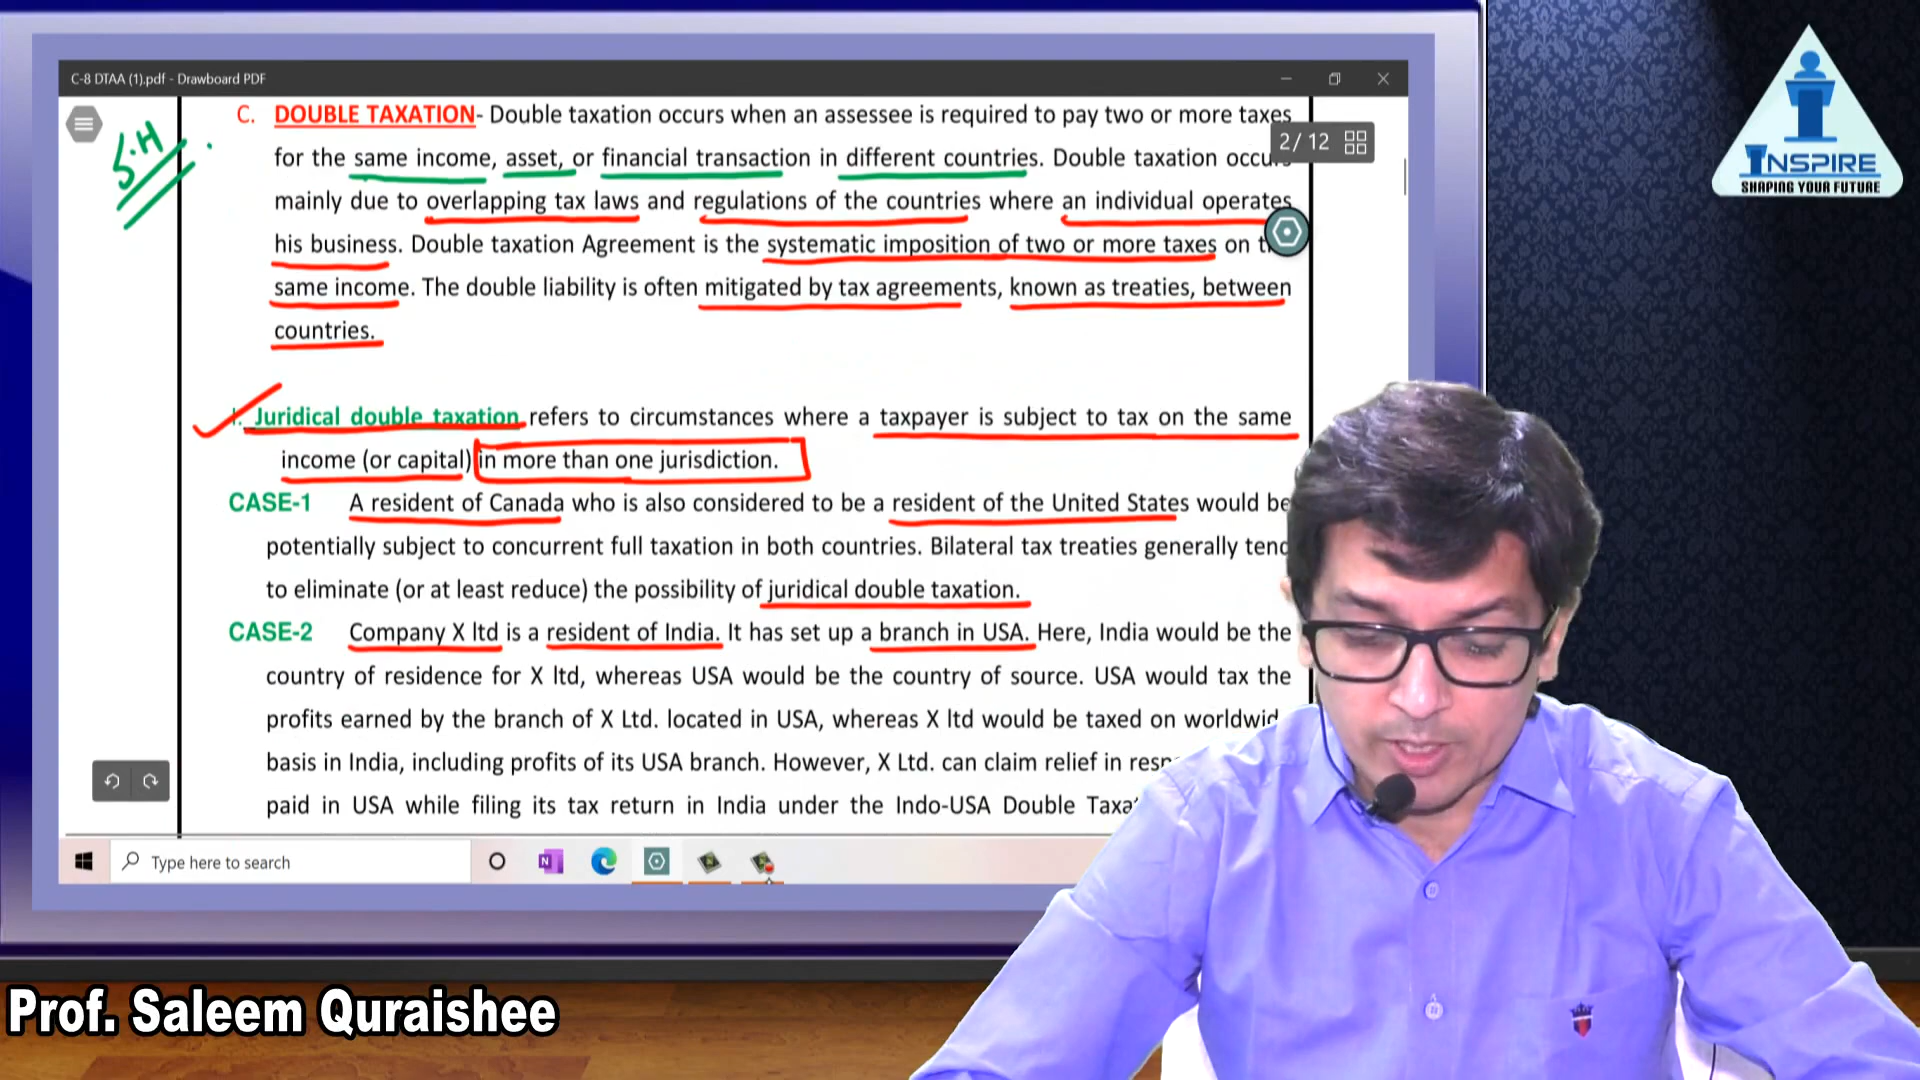 C-8 DTAA (1).pdf - Drawboard PDF
INSPIRE
SHAPING YOUR FUTURE
S.H
2/12
C. DOUBLE TAXATION- Double taxation occurs when an assessee is required to pay two or more taxes
for the same income, asset, or financial transaction in different countries. Double taxation occurs
mainly due to overlapping tax laws and regulations of the countries where an individual operates
his business. Double taxation Agreement is the systematic imposition of two or more taxes on
same income. The double liability is often mitigated by tax agreements, known as treaties, between
countries.
Juridical double taxation refers to circumstances where a taxpayer is subject to tax on the same
income (or capital) in more than one jurisdiction.
CASE-1 A resident of Canada who is also considered to be a resident of the United States would be
potentially subject to concurrent full taxation in both countries. Bilateral tax treaties generally tend
to eliminate (or at least reduce) the possibility of juridical double taxation.
CASE-2 Company X ltd is a resident of India. It has set up a branch in USA. Here, India would be the
country of residence for X ltd, whereas USA would be the country of source. USA would tax the
profits earned by the branch of X Ltd. located in USA, whereas X ltd would be taxed on
basis in India, including profits of its USA branch. However, X Ltd. can claim relief in
paid in USA while filing its tax return in India under the Indo-USA Double
Type here to search
Prof. Saleem Quraishee